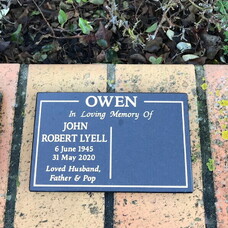 OWEN
In Loving Memory Of
JOHN
ROBERT LYELL
6 June 1945
31 May 2020
Loved Husband,
Father & Pop